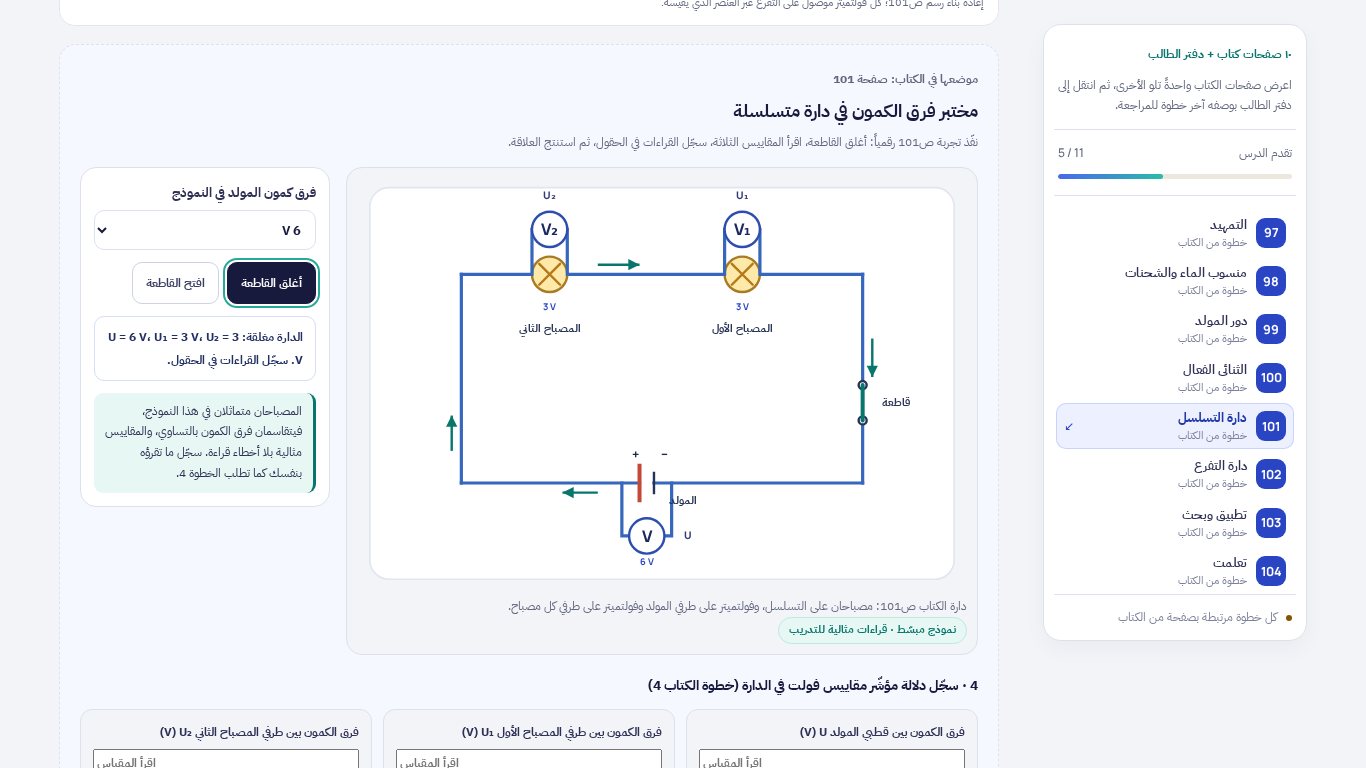 إعادة بناء رسم ص101: كل فولتميتر موصول على التفرع عبر العنصر الذي يقيسه.
موضعها في الكتاب: صفحة 101
مختبر فرق الكمون في دارة متسلسلة
نفّذ تجربة ص101 رقمياً: أغلق القاطعة، اقرأ المقاييس الثلاثة، سجّل القراءات في الحقول، ثم استنتج العلاقة.
U₁
U₂
V₁
V₂
3 V
3 V
المصباح الأول
المصباح الثاني
قاطعة
+
−
المولد
V
U
6 V
دارة الكتاب ص101: مصباحان على التسلسل، وفولتميتر على طرفي المولد وفولتميتر على طرفي كل مصباح.
نموذج مبسّط · قراءات مثالية للتدريب
فرق كمون المولد في النموذج
6 V
أغلق القاطعة
افتح القاطعة
الدارة مغلقة: U = 6 V، U₁ = 3 V، U₂ = 3
V. سجّل القراءات في الحقول.
المصباحان متماثلان في هذا النموذج،
فيتقاسمان فرق الكمون بالتساوي، والمقاييس
مثالية بلا أخطاء قراءة. سجّل ما تقرؤه
بنفسك كما تطلب الخطوة 4.
4 · سجّل دلالة مؤشّر مقاييس فولت في الدارة (خطوة الكتاب 4)
فرق الكمون بين قطبي المولد U (V)
اقرأ المقياس
فرق الكمون بين طرفي المصباح الأول U₁ (V)
اقرأ المقياس
فرق الكمون بين طرفي المصباح الثاني U₂ (V)
اقرأ المقياس
١٠ صفحات كتاب + دفتر الطالب
اعرض صفحات الكتاب واحدةً تلو الأخرى، ثم انتقل إلى
دفتر الطالب بوصفه آخر خطوة للمراجعة.
تقدم الدرس
5 / 11
97
التمهيد
خطوة من الكتاب
98
منسوب الماء والشحنات
خطوة من الكتاب
99
دور المولد
خطوة من الكتاب
100
الثنائي الفعال
خطوة من الكتاب
101
دارة التسلسل
خطوة من الكتاب
↙
102
دارة التفرع
خطوة من الكتاب
103
تطبيق وبحث
خطوة من الكتاب
104
تعلمت
خطوة من الكتاب
كل خطوة مرتبطة بصفحة من الكتاب